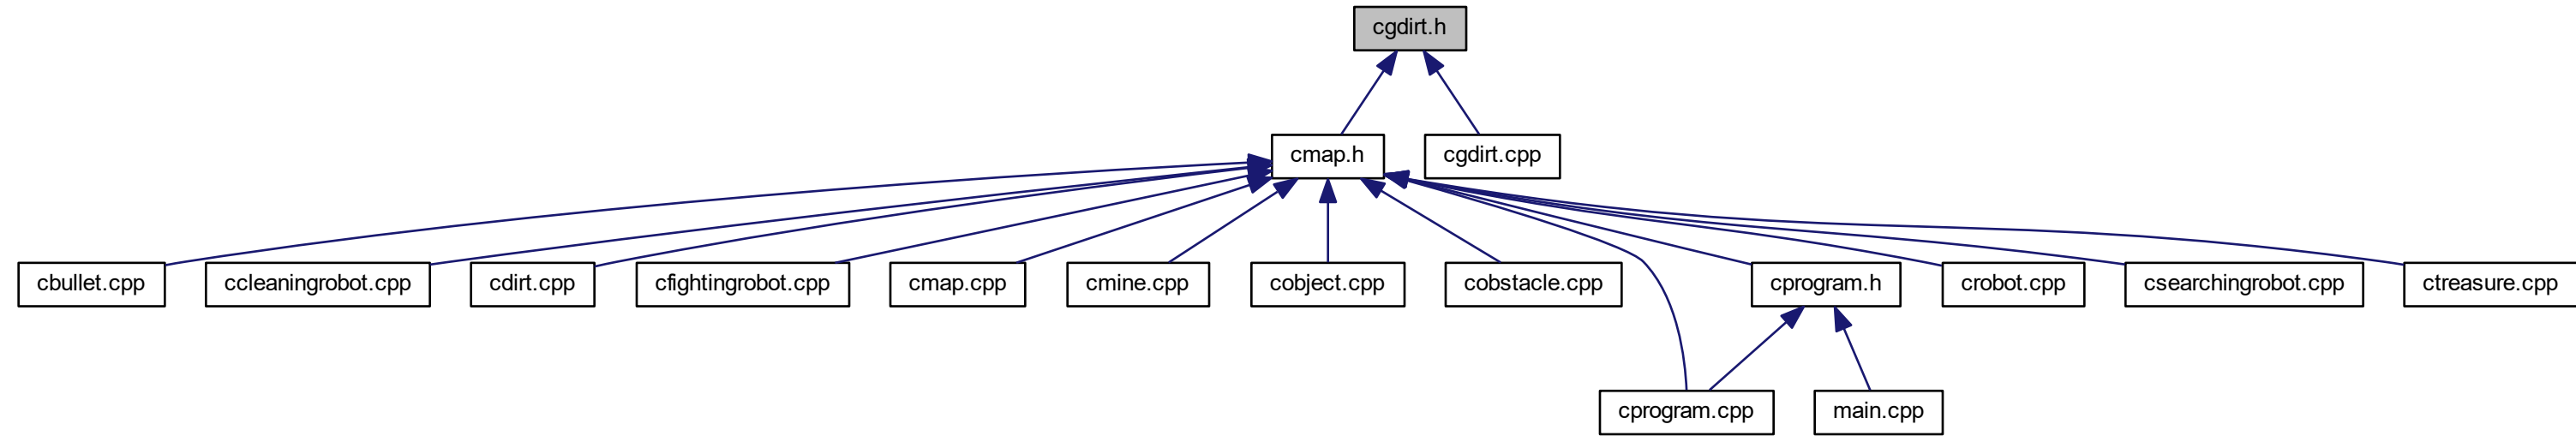 cgdirt.h
cmap.h
cgdirt.cpp
cbullet.cpp
ccleaningrobot.cpp
cdirt.cpp
cfightingrobot.cpp
cmap.cpp
cmine.cpp
cobject.cpp
cobstacle.cpp
cprogram.h
crobot.cpp
csearchingrobot.cpp
ctreasure.cpp
cprogram.cpp
main.cpp